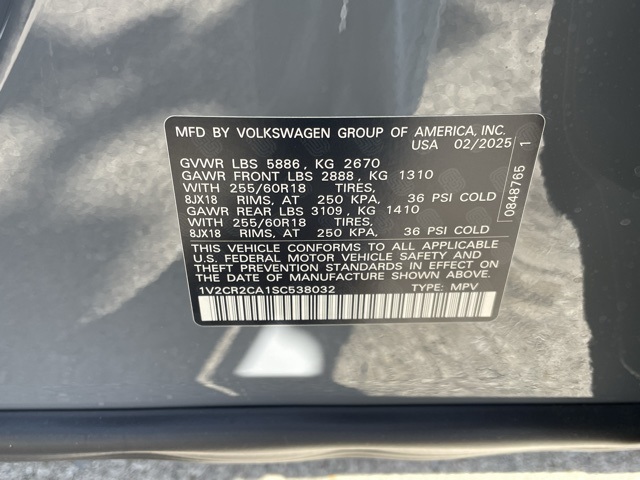 MFD BY VOLKSWAGEN GROUP OF AMERICA, INC.
USA 02/2025
GVWR LBS 5886, KG 2670
GAWR FRONT LBS 2888, KG 1310
WITH 255/60R18 TIRES,
8JX18 RIMS, AT 250 KPA, 36 PSI COLD
GAWR REAR LBS 3109, KG 1410
WITH 255/60R18 TIRES,
8JX18 RIMS, AT 250 KPA, 36 PSI COLD
THIS VEHICLE CONFORMS TO ALL APPLICABLE
U.S. FEDERAL MOTOR VEHICLE SAFETY AND
THEFT PREVENTION STANDARDS IN EFFECT ON
THE DATE OF MANUFACTURE SHOWN ABOVE.
1V2CR2CA1SC538032 TYPE: MPV
0848765 1